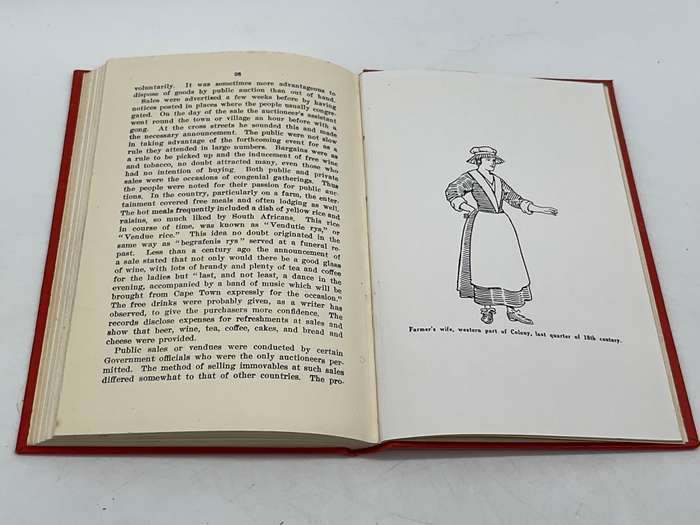 98
voluntarily. It was sometimes more advantageous to
dispose of goods by public auction than out of hand.
Sales were advertised a few weeks before by having
notices posted in places where the people usually congre-
gated. On the day of the sale the auctioneer's assistant
went round the town or village an hour before with a
gong. At the cross streets he sounded this and made
the necessary announcement. The public were not slow
in taking advantage of the forthcoming event for as a
rule they attended in large numbers. Bargains were as
a rule to be picked up and the inducement of free wine
and tobacco, no doubt attracted many, even those who
had no intention of buying. Both public and private
sales were the occasions of congenial gatherings. Thus
the people were noted for their passion for public auc-
tions. In the country, particularly on a farm, the enter-
tainment covered free meals and often lodging as well.
The hot meals frequently included a dish of yellow rice and
raisins, so much liked by South Africans. This rice
in course of time, was known as "Vendutie rys," or
"Vendue rice." This idea no doubt originated in the
same way as "begrafenis rys" served at a funeral re-
past. Less than a century ago the announcement of
a sale stated that not only would there be a good glass
of wine, with lots of brandy and plenty of tea and coffee
for the ladies but "last, and not least, a dance in the
evening, accompanied by a band of music which will be
brought from Cape Town expressly for the occasion."
The free drinks were probably given, as a writer has
observed, to give the purchasers more confidence. The
records disclose expenses for refreshments at sales and
show that beer, wine, tea, coffee, cakes, and bread and
cheese were provided.
Public sales or vendues were conducted by certain
Government officials who were the only auctioneers per-
mitted. The method of selling immovables at such sales
differed somewhat to that of other countries. The pro-
Farmer's wife, western part of Colony, last quarter of 18th century.